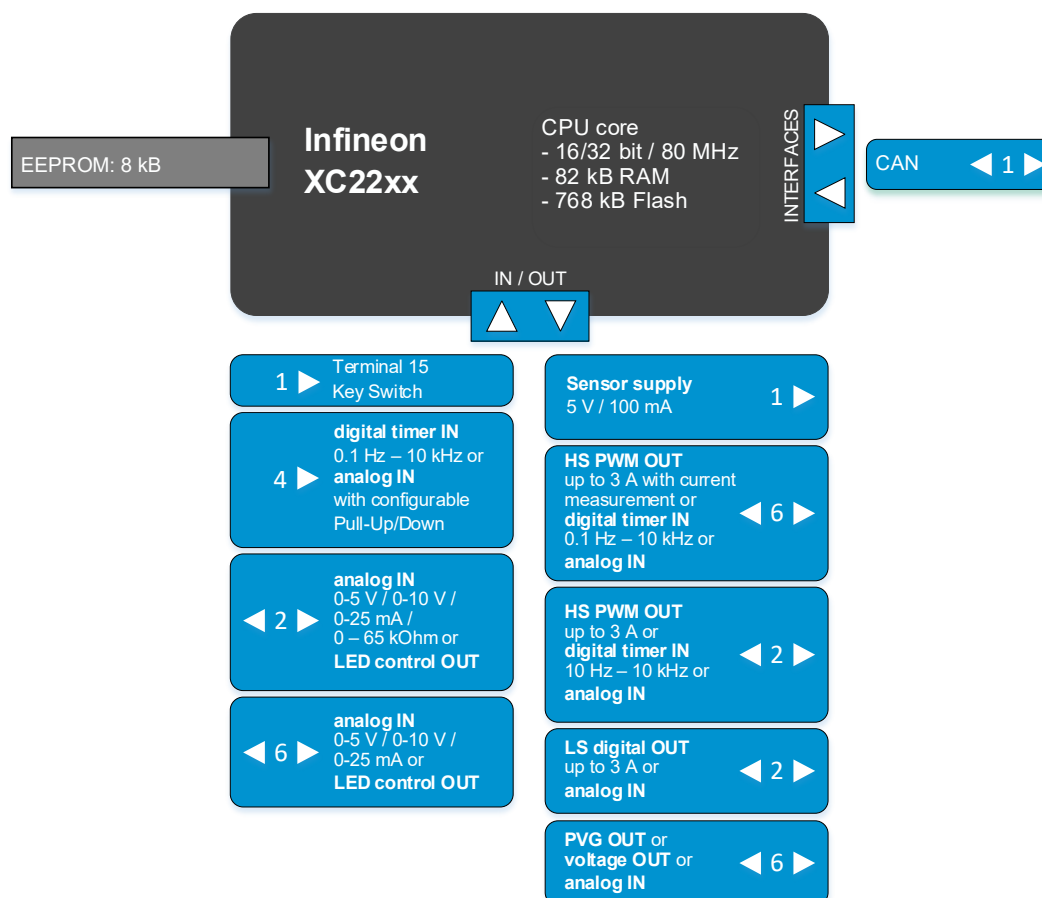 Infineon
XC22xx
CPU core
- 16/32 bit / 80 MHz
- 82 kB RAM
- 768 kB Flash
EEPROM: 8 kB
INTERFACES
CAN
1
IN / OUT
1
Terminal 15
Key Switch
4
digital timer IN
0.1 Hz – 10 kHz or
analog IN
with configurable
Pull-Up/Down
2
analog IN
0-5 V / 0-10 V /
0-25 mA /
0 – 65 kOhm or
LED control OUT
6
analog IN
0-5 V / 0-10 V /
0-25 mA or
LED control OUT
Sensor supply
5 V / 100 mA
1
HS PWM OUT
up to 3 A with current
measurement or
digital timer IN
0.1 Hz – 10 kHz or
analog IN
6
HS PWM OUT
up to 3 A or
digital timer IN
10 Hz – 10 kHz or
analog IN
2
LS digital OUT
up to 3 A or
analog IN
2
PVG OUT or
voltage OUT or
analog IN
6